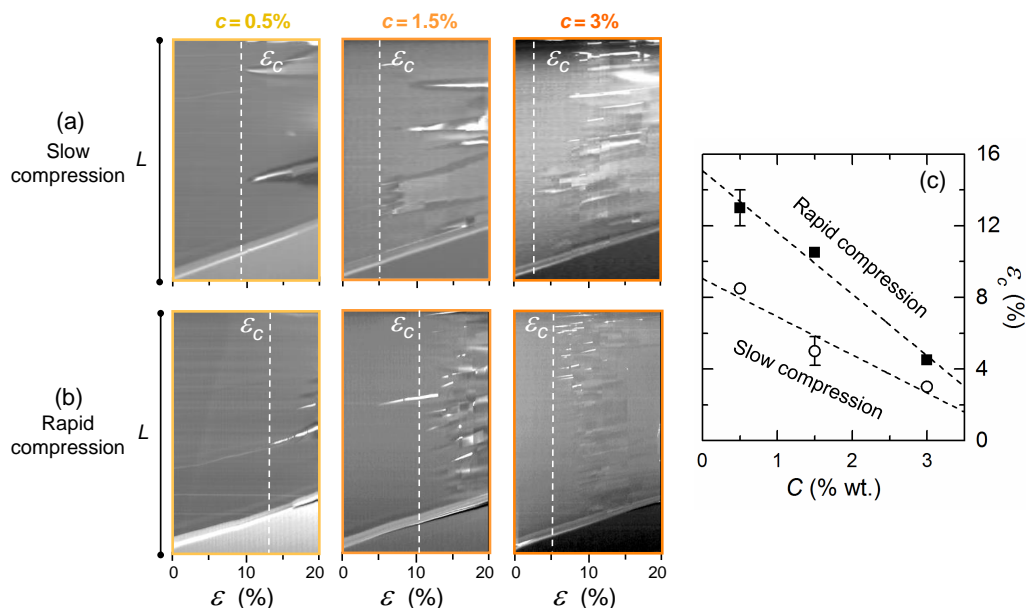 c = 0.5%
c = 1.5%
c = 3%
(a)
Slow
compression
L
εc
εc
εc
(b)
Rapid
compression
L
εc
εc
εc
0 10 20
0 10 20
0 10 20
ε (%)
ε (%)
ε (%)
(c)
Rapid compression
Slow compression
16
12
8
4
0
εc (%)
0 1 2 3
C (% wt.)